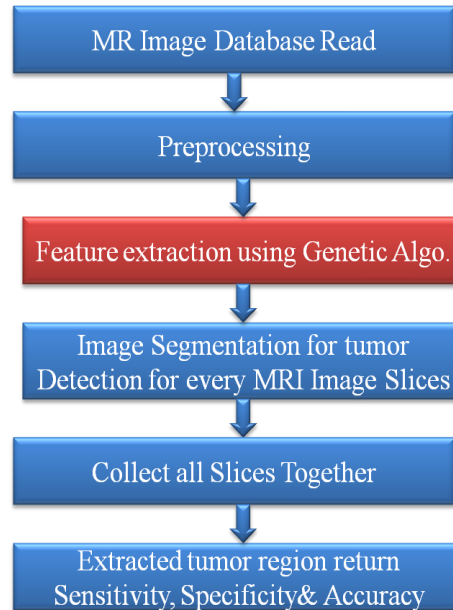 MR Image Database Read
Preprocessing
Feature extraction using Genetic Algo.
Image Segmentation for tumor
Detection for every MRI Image Slices
Collect all Slices Together
Extracted tumor region return
Sensitivity, Specificity& Accuracy